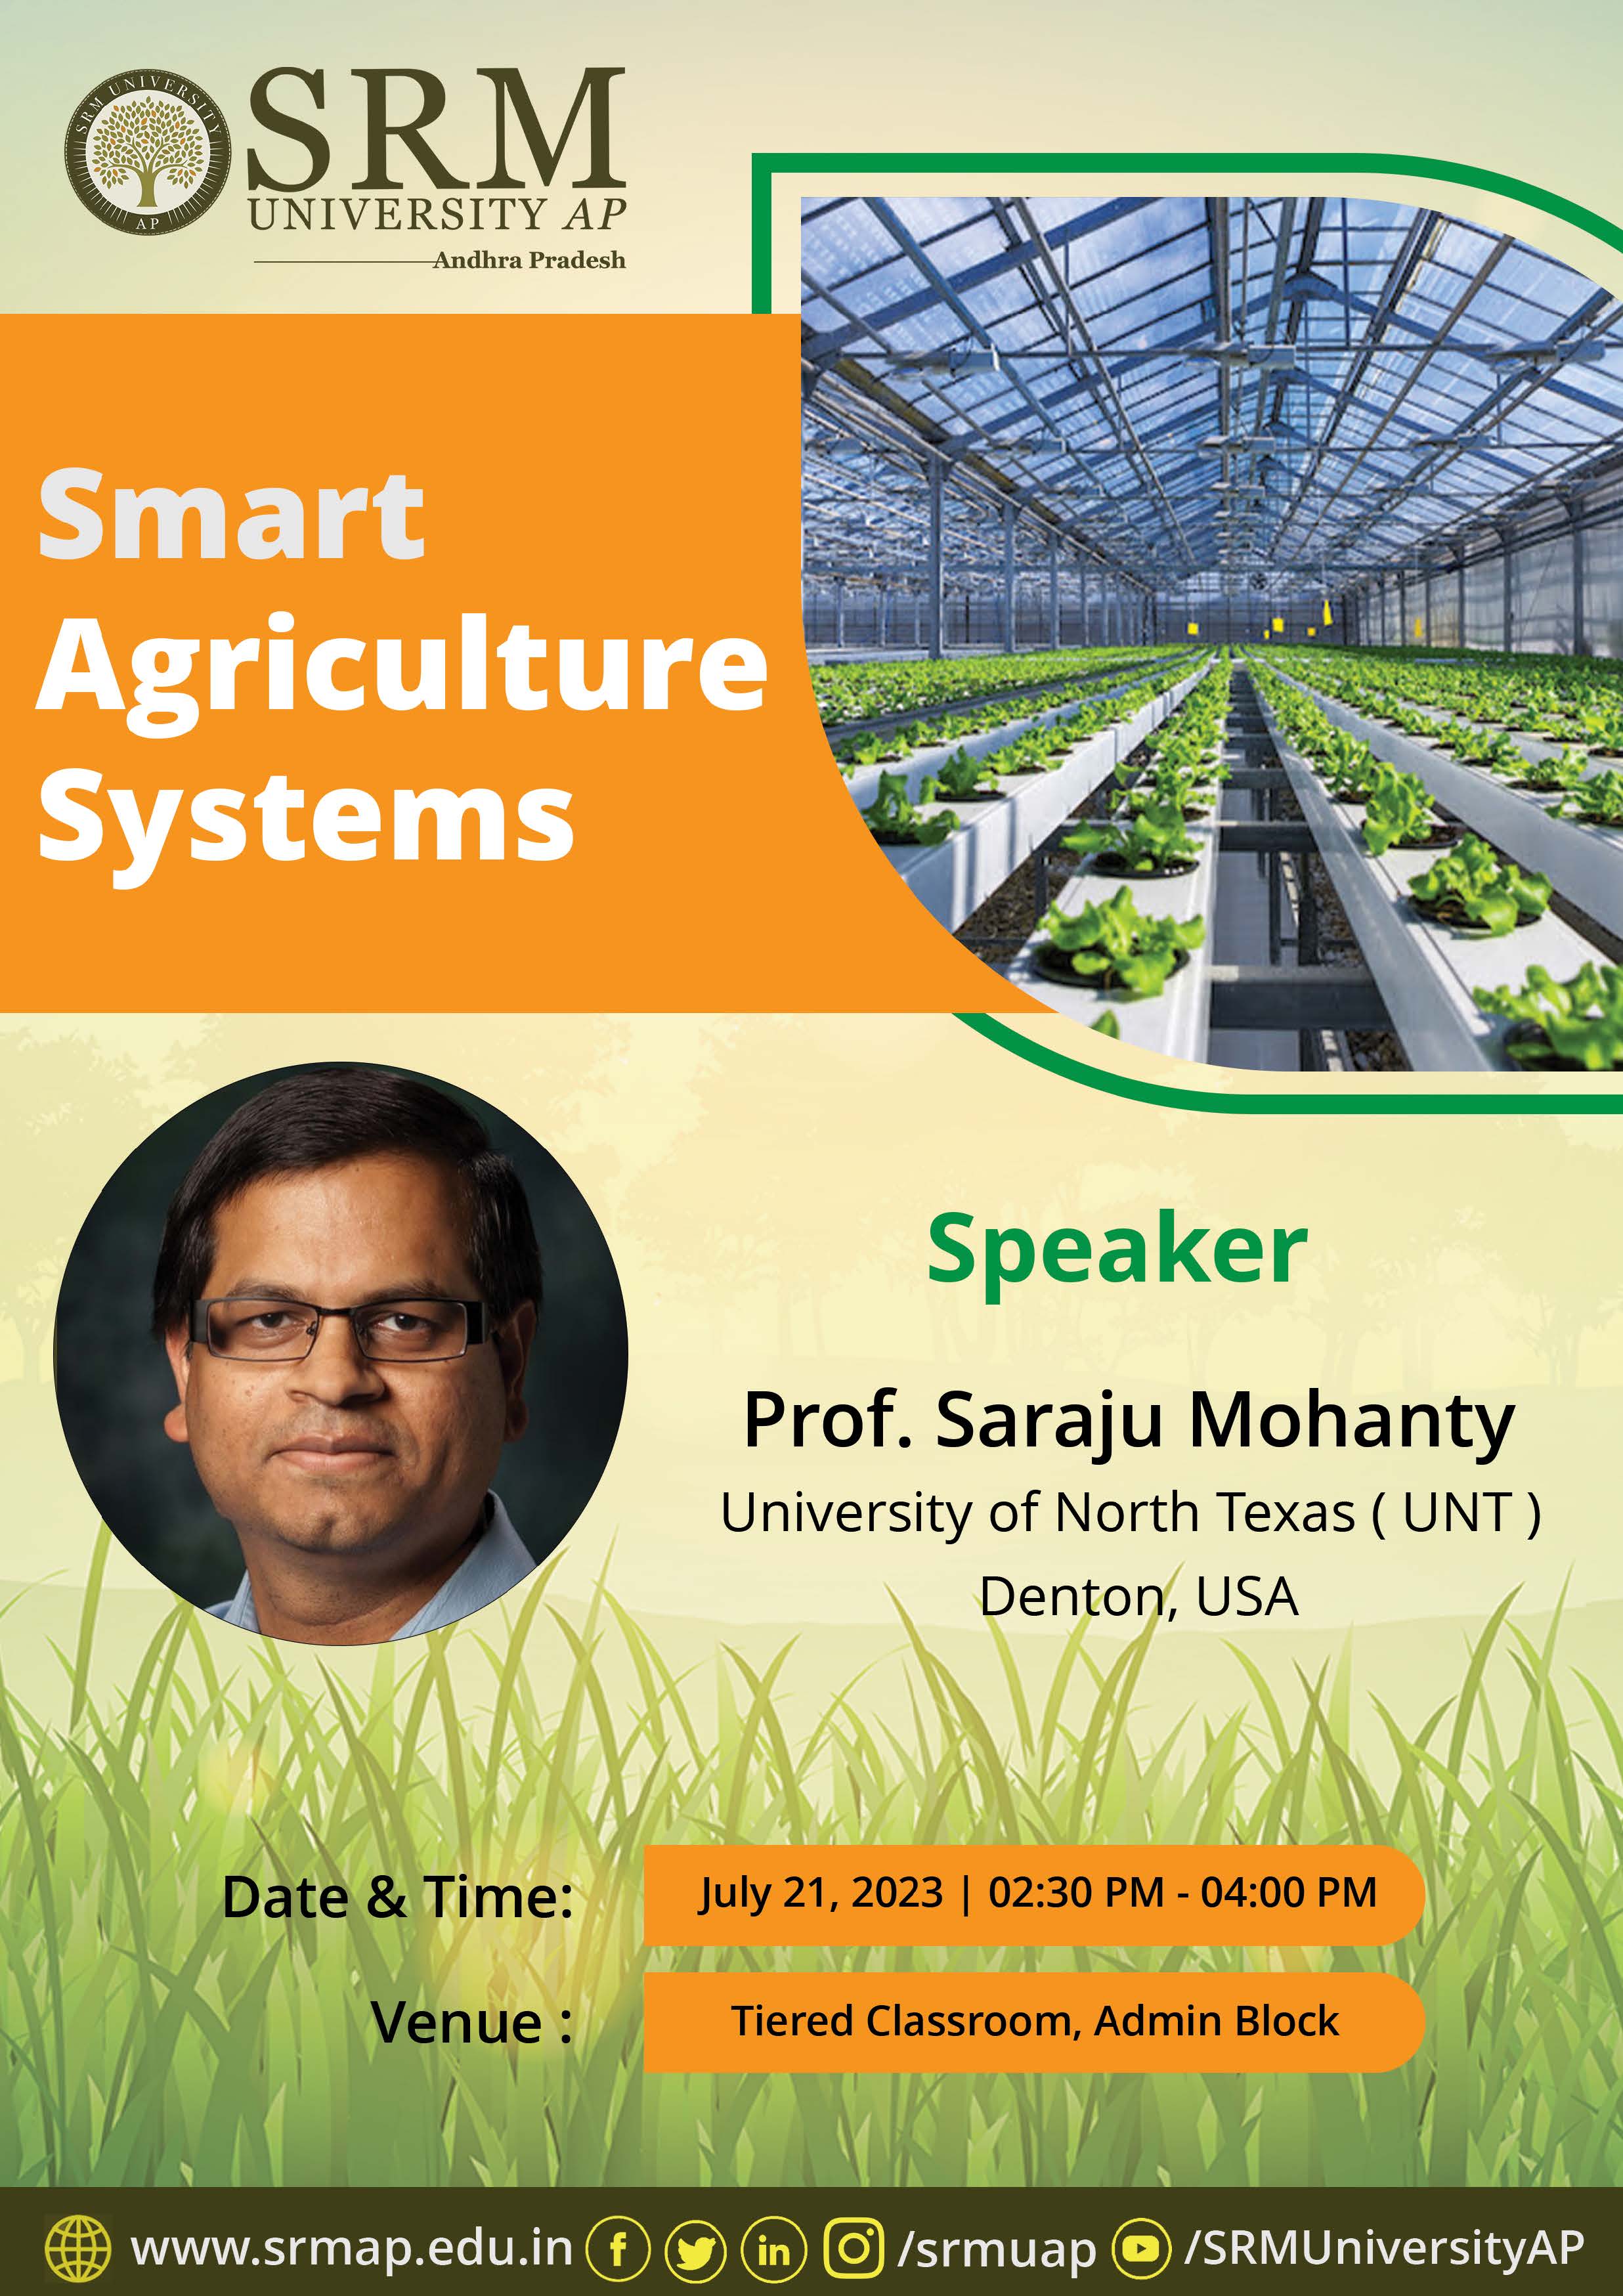 SRM UNIVERSITY
AP
SRM
UNIVERSITY AP
Andhra Pradesh
Smart
Agriculture
Systems
Speaker
Prof. Saraju Mohanty
University of North Texas ( UNT )
Denton, USA
Date & Time:
July 21, 2023 | 02:30 PM - 04:00 PM
Venue :
Tiered Classroom, Admin Block
www.srmap.edu.in f in /srmuap /SRMUniversityAP